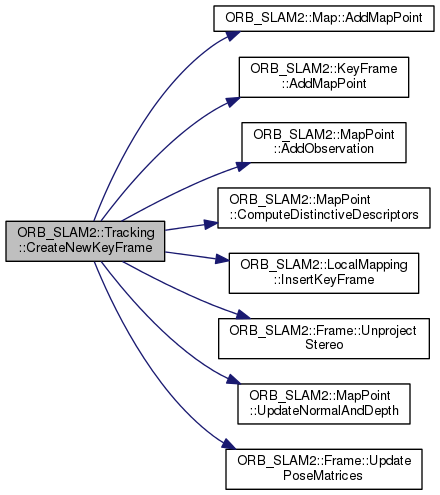 ORB_SLAM2::Map::AddMapPoint
ORB_SLAM2::KeyFrame
::AddMapPoint
ORB_SLAM2::MapPoint
::AddObservation
ORB_SLAM2::MapPoint
::ComputeDistinctiveDescriptors
ORB_SLAM2::Tracking
::CreateNewKeyFrame
ORB_SLAM2::LocalMapping
::InsertKeyFrame
ORB_SLAM2::Frame::Unproject
Stereo
ORB_SLAM2::MapPoint
::UpdateNormalAndDepth
ORB_SLAM2::Frame::Update
PoseMatrices